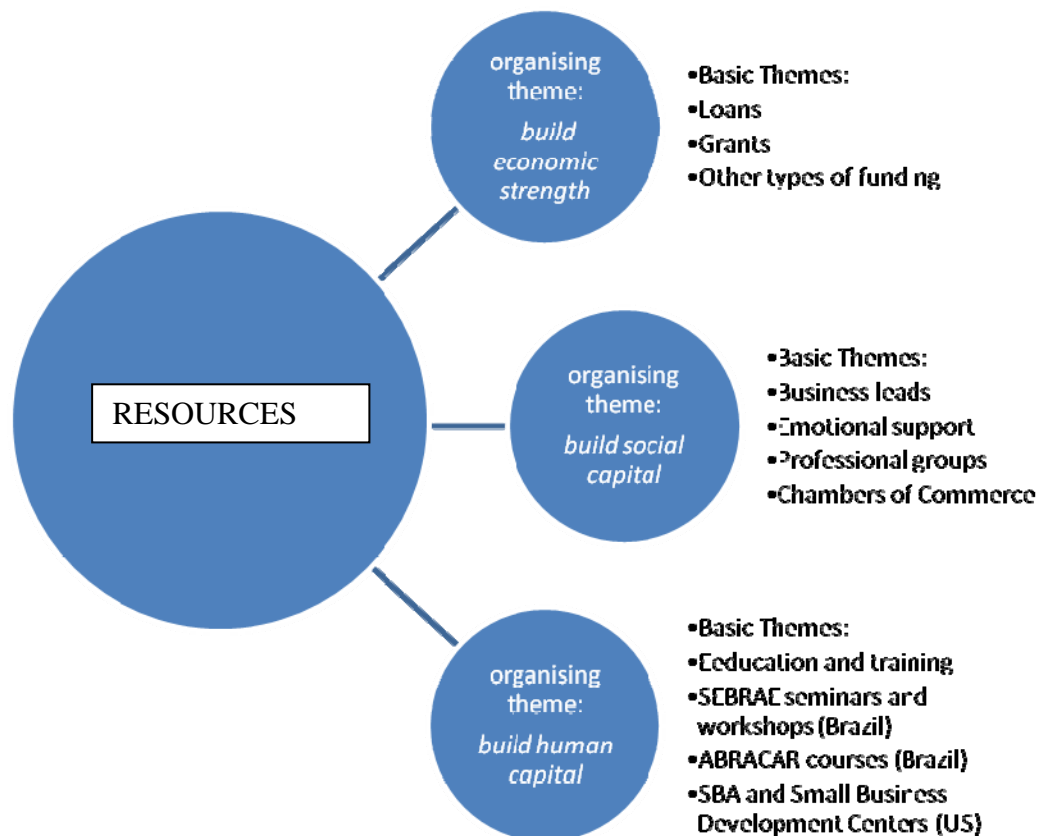 organising
theme:
build
economic
strength
•Basic Themes:
•Loans
•Grants
•Other types of funding
RESOURCES
organising
theme:
build social
capital
•Basic Themes:
•Business leads
•Emotional support
•Professional groups
•Chambers of Commerce
organising
theme:
build human
capital
•Basic Themes:
•Eeducation and training
•SEBRAE seminars and
workshops (Brazil)
•ABRACAR courses (Brazil)
•SBA and Small Business
Development Centers (US)